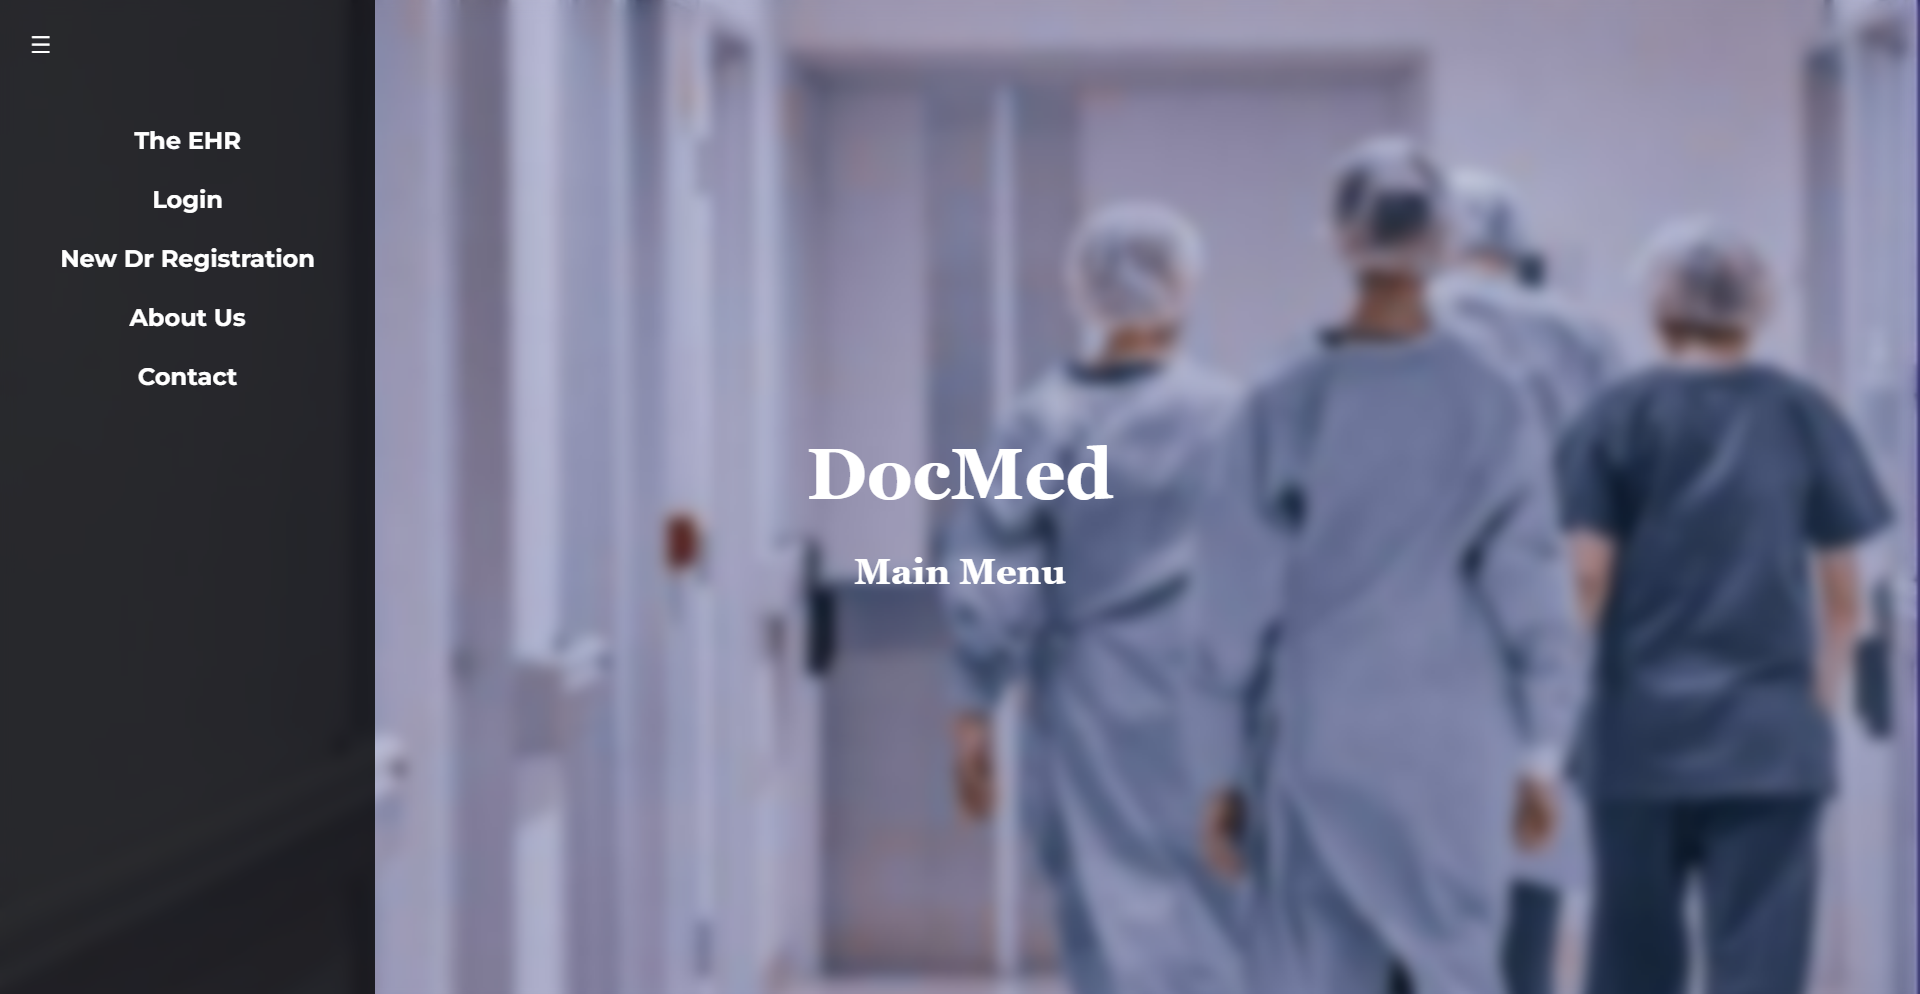 ☰
The EHR
Login
New Dr Registration
About Us
Contact
DocMed
Main Menu